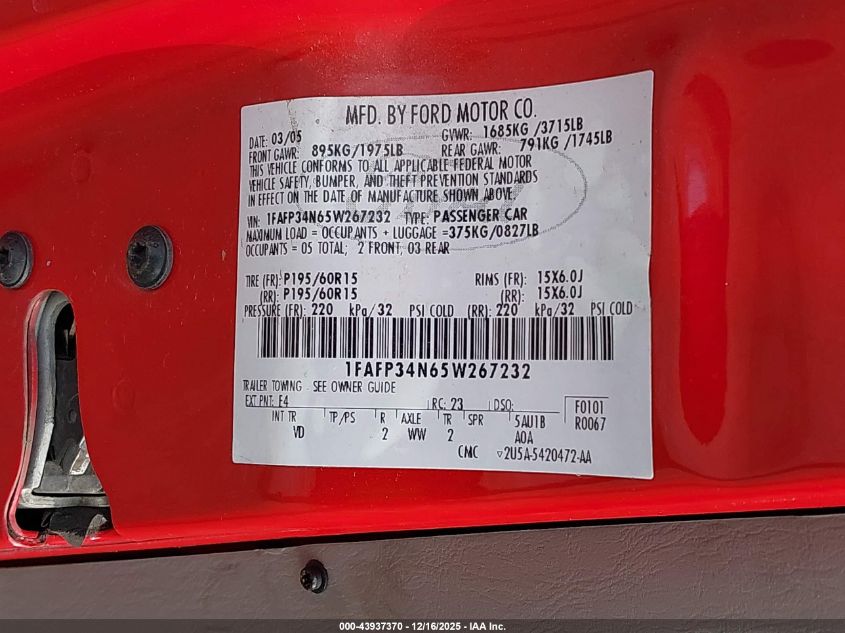 MFD. BY FORD MOTOR CO.
DATE: 03/05 GVWR: 1685KG /3715LB
FRONT GAWR: 895KG/1975LB REAR GAWR: 791KG /1745LB
THIS VEHICLE CONFORMS TO ALL APPLICABLE FEDERAL MOTOR
VEHICLE SAFETY, BUMPER, AND THEFT PREVENTION STANDARDS
IN EFFECT ON THE DATE OF MANUFACTURE SHOWN ABOVE.
VIN: 1FAFP34N65W267232 TYPE: PASSENGER CAR
MAXIMUM LOAD = OCCUPANTS + LUGGAGE =375KG/0827LB
OCCUPANTS = 05 TOTAL; 2 FRONT, 03 REAR
TIRE (FR): P195/60R15 RIMS (FR): 15X6.0J
(RR): P195/60R15 (RR): 15X6.0J
PRESSURE (FR): 220 kPa/32 PSI COLD (RR): 220 kPa/32 PSI COLD
1FAFP34N65W267232
TRAILER TOWING - SEE OWNER GUIDE
EXT PNT: E4 RC: 23 DSO: F0101
INT TR TP/PS R AXLE TR SPR 5AU1B R0067
VD 2 WW 2 A0A
CMC 2U5A-5420472-AA
000-43937370 - 12/16/2025 - IAA Inc.